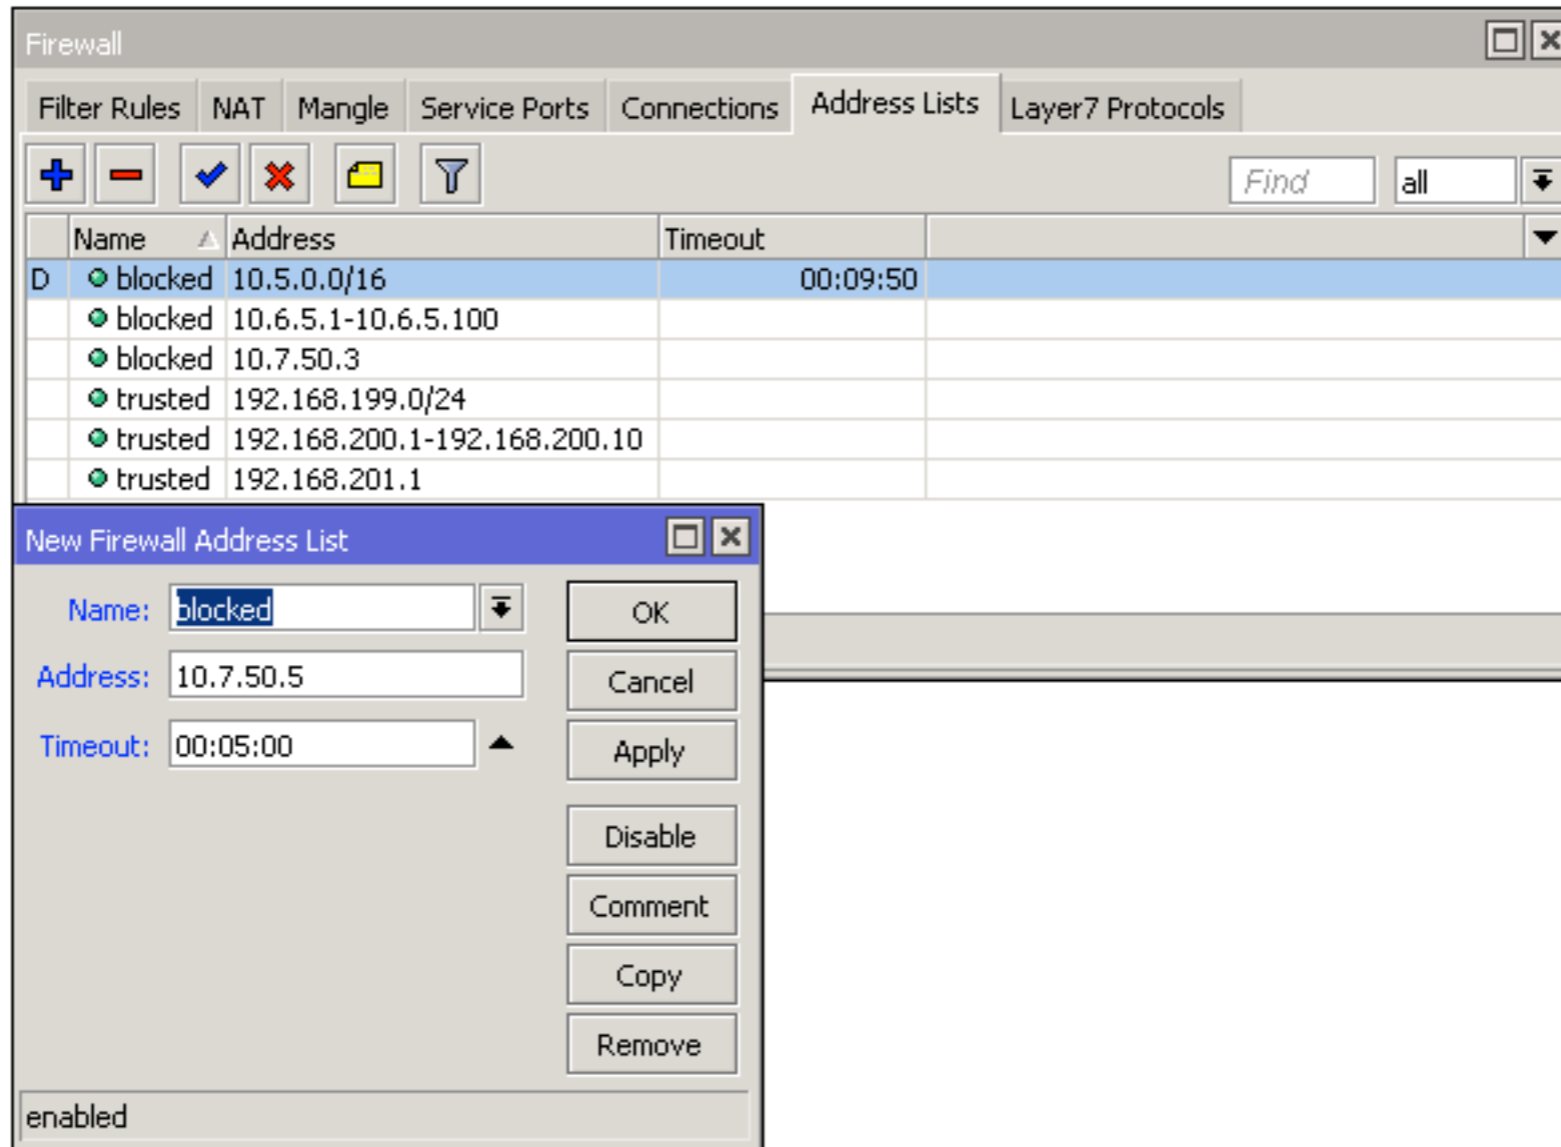 Firewall
Filter Rules NAT Mangle Service Ports Connections Address Lists Layer7 Protocols
Find all
Name Address Timeout
D blocked 10.5.0.0/16 00:09:50
blocked 10.6.5.1-10.6.5.100
blocked 10.7.50.3
trusted 192.168.199.0/24
trusted 192.168.200.1-192.168.200.10
trusted 192.168.201.1
New Firewall Address List
Name: blocked OK
Address: 10.7.50.5 Cancel
Timeout: 00:05:00 Apply
Disable
Comment
Copy
Remove
enabled